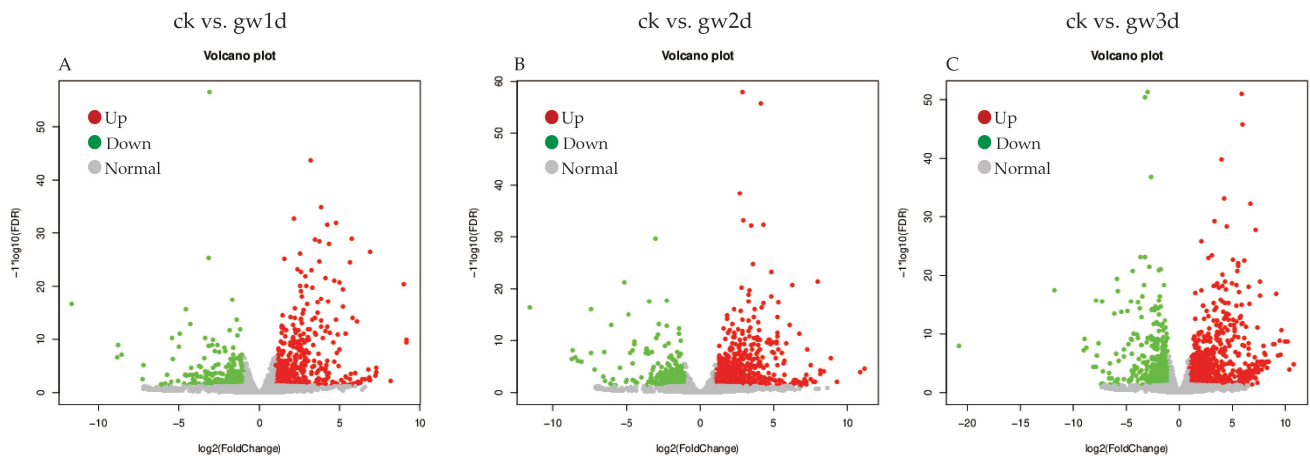 ck vs. gw1d
ck vs. gw2d
ck vs. gw3d
A
Volcano plot
Up
Down
Normal
50
40
30
20
10
0
−1*log10(FDR)
−10
−5
0
5
10
log2(FoldChange)
B
Volcano plot
Up
Down
Normal
60
50
40
30
20
10
0
−1*log10(FDR)
−10
−5
0
5
10
log2(FoldChange)
C
Volcano plot
Up
Down
Normal
50
40
30
20
10
0
−1*log10(FDR)
−20
−15
−10
−5
0
5
10
log2(FoldChange)